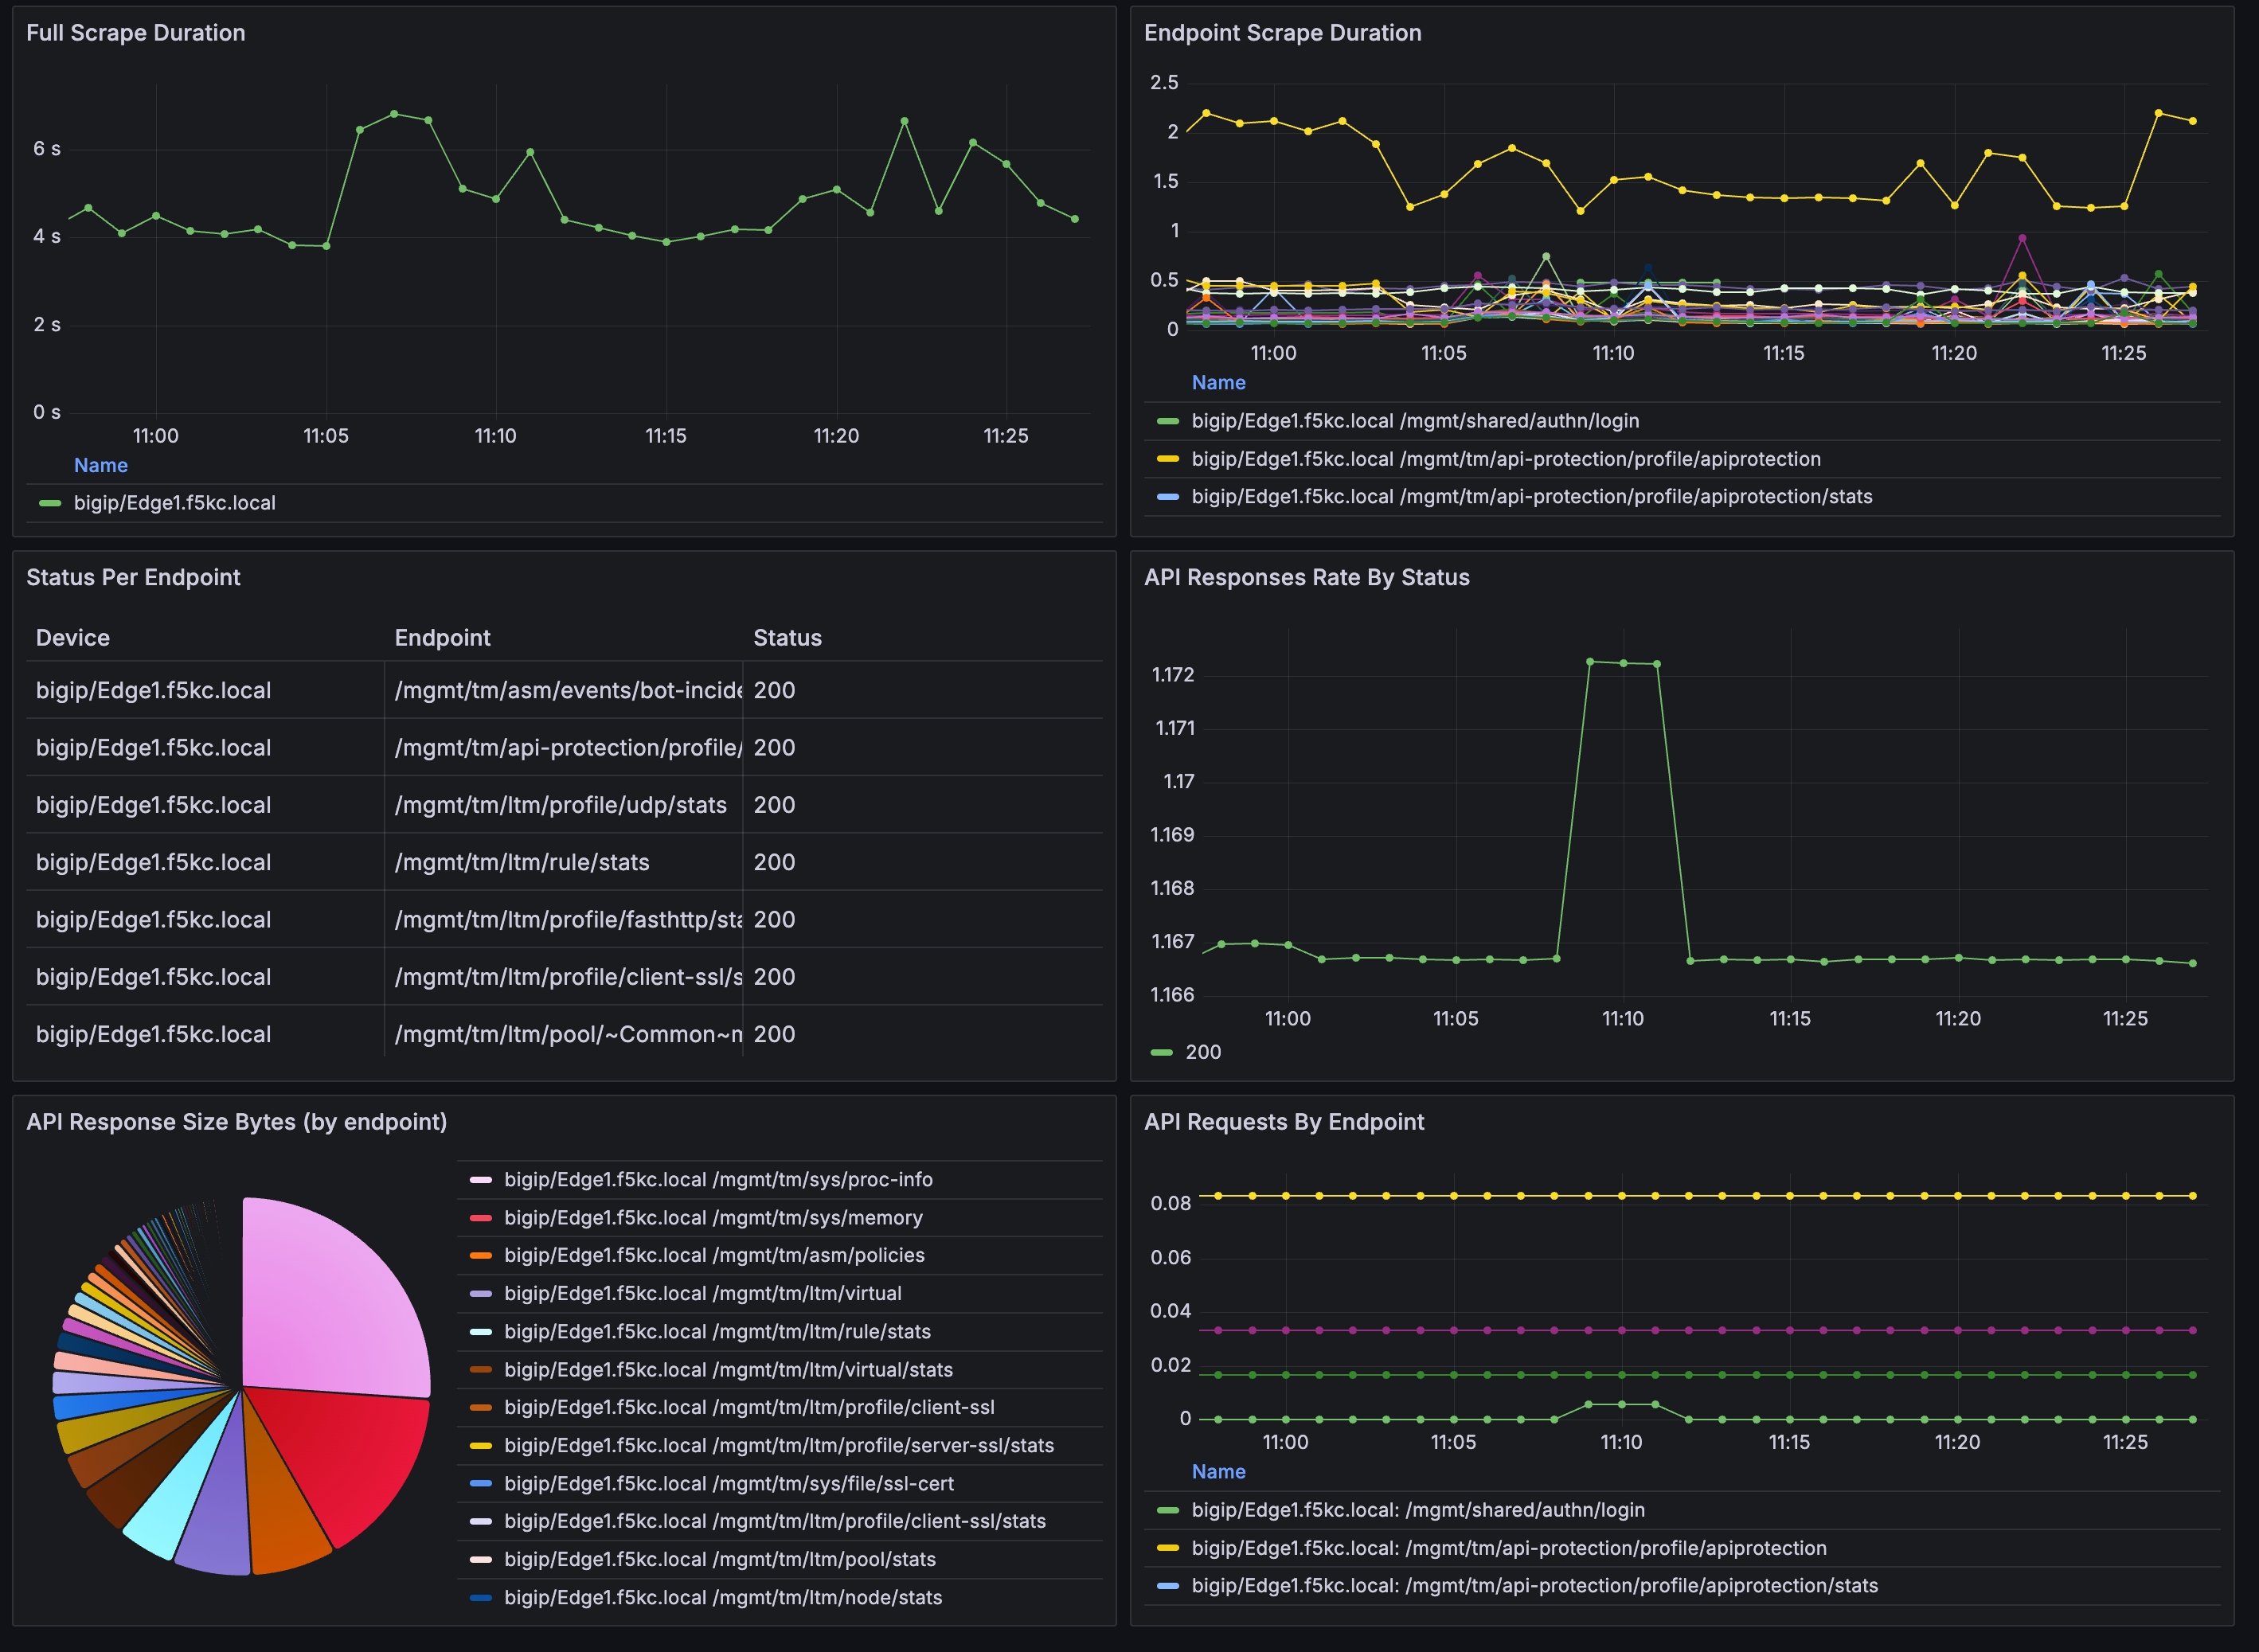 Full Scrape Duration
6 s
4 s
2 s
0 s
11:00 11:05 11:10 11:15 11:20 11:25
Name
bigip/Edge1.f5kc.local
Endpoint Scrape Duration
2.5
2
1.5
1
0.5
0
11:00 11:05 11:10 11:15 11:20 11:25
Name
bigip/Edge1.f5kc.local /mgmt/shared/authn/login
bigip/Edge1.f5kc.local /mgmt/tm/api-protection/profile/apiprotection
bigip/Edge1.f5kc.local /mgmt/tm/api-protection/profile/apiprotection/stats
Status Per Endpoint
Device Endpoint Status
bigip/Edge1.f5kc.local /mgmt/tm/asm/events/bot-incide 200
bigip/Edge1.f5kc.local /mgmt/tm/api-protection/profile/ 200
bigip/Edge1.f5kc.local /mgmt/tm/ltm/profile/udp/stats 200
bigip/Edge1.f5kc.local /mgmt/tm/ltm/rule/stats 200
bigip/Edge1.f5kc.local /mgmt/tm/ltm/profile/fasthttp/sta 200
bigip/Edge1.f5kc.local /mgmt/tm/ltm/profile/client-ssl/s 200
bigip/Edge1.f5kc.local /mgmt/tm/ltm/pool/~Common~m 200
API Responses Rate By Status
1.172
1.171
1.17
1.169
1.168
1.167
1.166
11:00 11:05 11:10 11:15 11:20 11:25
200
API Response Size Bytes (by endpoint)
bigip/Edge1.f5kc.local /mgmt/tm/sys/proc-info
bigip/Edge1.f5kc.local /mgmt/tm/sys/memory
bigip/Edge1.f5kc.local /mgmt/tm/asm/policies
bigip/Edge1.f5kc.local /mgmt/tm/ltm/virtual
bigip/Edge1.f5kc.local /mgmt/tm/ltm/rule/stats
bigip/Edge1.f5kc.local /mgmt/tm/ltm/virtual/stats
bigip/Edge1.f5kc.local /mgmt/tm/ltm/profile/client-ssl
bigip/Edge1.f5kc.local /mgmt/tm/ltm/profile/server-ssl/stats
bigip/Edge1.f5kc.local /mgmt/tm/sys/file/ssl-cert
bigip/Edge1.f5kc.local /mgmt/tm/ltm/profile/client-ssl/stats
bigip/Edge1.f5kc.local /mgmt/tm/ltm/pool/stats
bigip/Edge1.f5kc.local /mgmt/tm/ltm/node/stats
API Requests By Endpoint
0.08
0.06
0.04
0.02
0
11:00 11:05 11:10 11:15 11:20 11:25
Name
bigip/Edge1.f5kc.local: /mgmt/shared/authn/login
bigip/Edge1.f5kc.local: /mgmt/tm/api-protection/profile/apiprotection
bigip/Edge1.f5kc.local: /mgmt/tm/api-protection/profile/apiprotection/stats